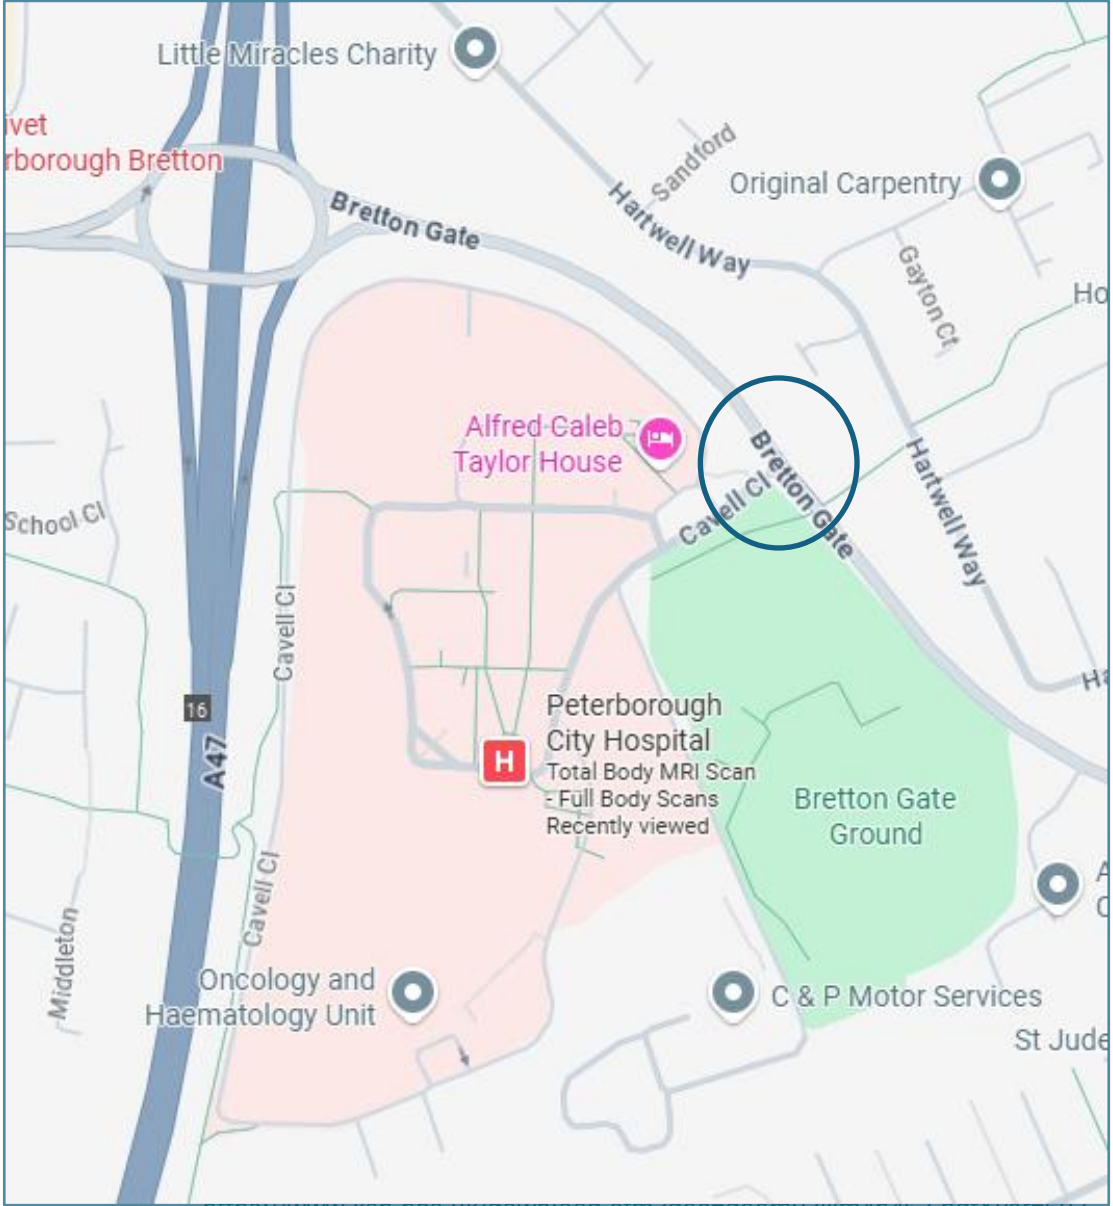 Little Miracles Charity
ivet
rborough Bretton
Bretton Gate
Sandford
Hartwell Way
Original Carpentry
Gayton Ct
Ho
Alfred Caleb
Taylor House
Bretton Gate
Cavell Cl
Hartwell Way
School Cl
Cavell Cl
Ha
16
A47
H
Peterborough
City Hospital
Total Body MRI Scan
- Full Body Scans
Recently viewed
Bretton Gate
Ground
A
C
Cavell Cl
Middleton
Oncology and
Haematology Unit
C & P Motor Services
St Jude